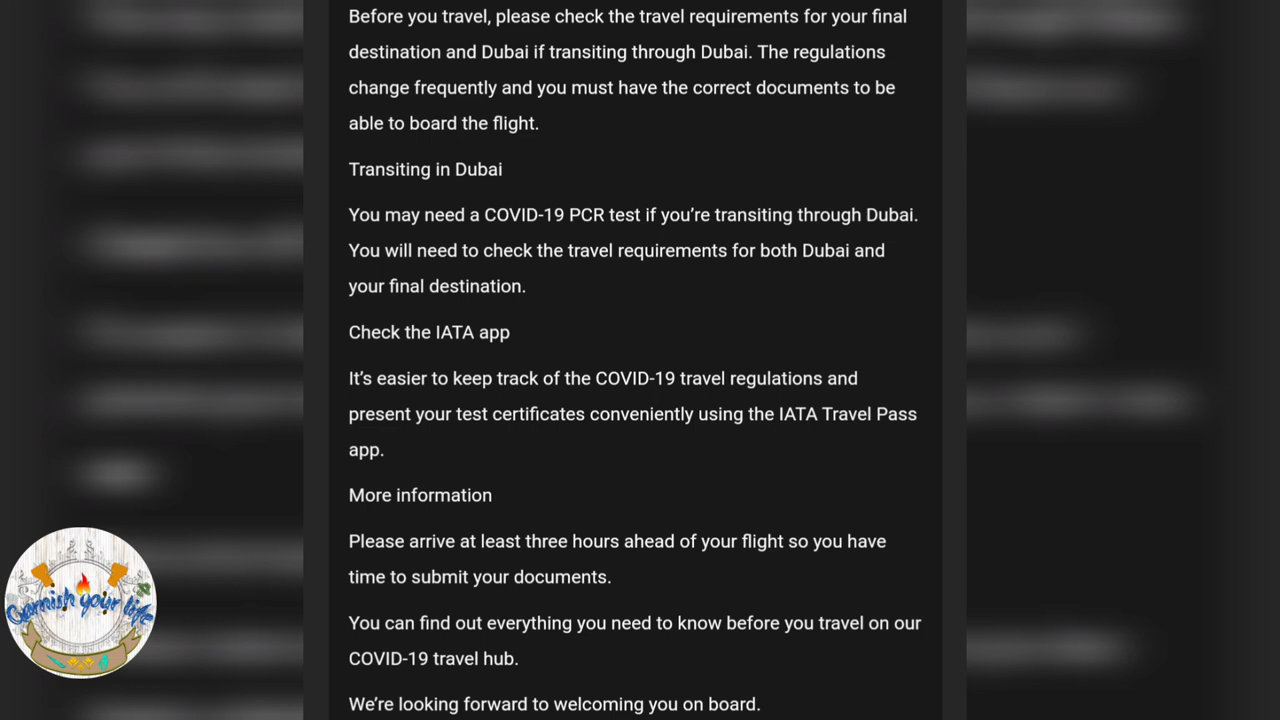 Before you travel, please check the travel requirements for your final
destination and Dubai if transiting through Dubai. The regulations
change frequently and you must have the correct documents to be
able to board the flight.
Transiting in Dubai
You may need a COVID-19 PCR test if you’re transiting through Dubai.
You will need to check the travel requirements for both Dubai and
your final destination.
Check the IATA app
It’s easier to keep track of the COVID-19 travel regulations and
present your test certificates conveniently using the IATA Travel Pass
app.
More information
Please arrive at least three hours ahead of your flight so you have
time to submit your documents.
You can find out everything you need to know before you travel on our
COVID-19 travel hub.
We’re looking forward to welcoming you on board.
Garnish your life